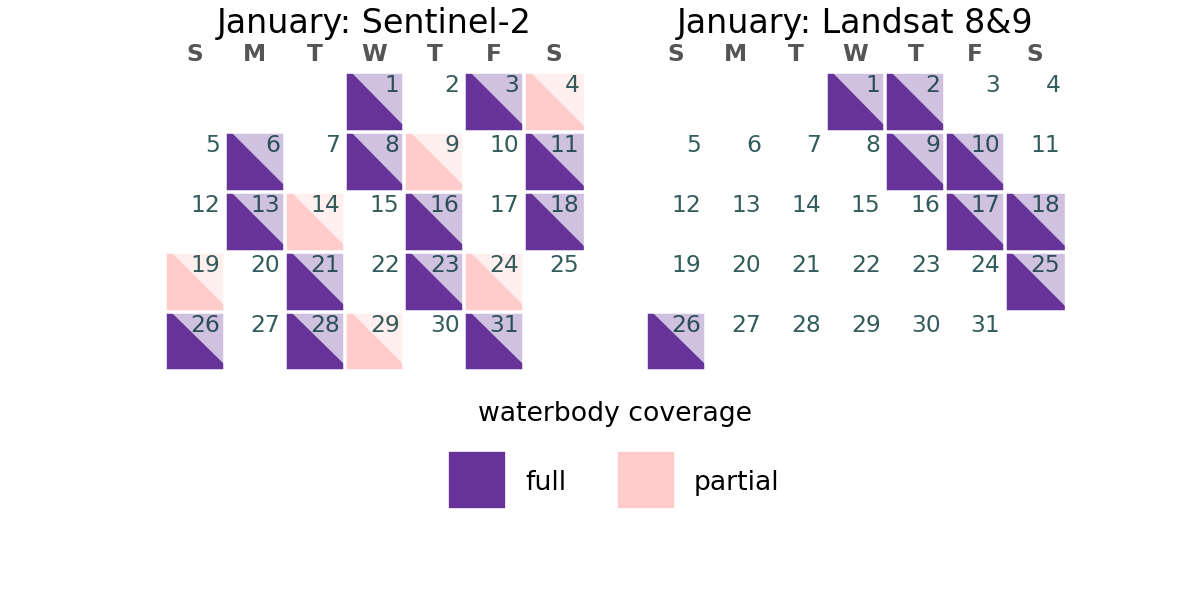 January: Sentinel-2
S M T W T F S
1 2 3 4
5 6 7 8 9 10 11
12 13 14 15 16 17 18
19 20 21 22 23 24 25
26 27 28 29 30 31
January: Landsat 8&9
S M T W T F S
1 2 3 4
5 6 7 8 9 10 11
12 13 14 15 16 17 18
19 20 21 22 23 24 25
26 27 28 29 30 31
waterbody coverage
full
partial